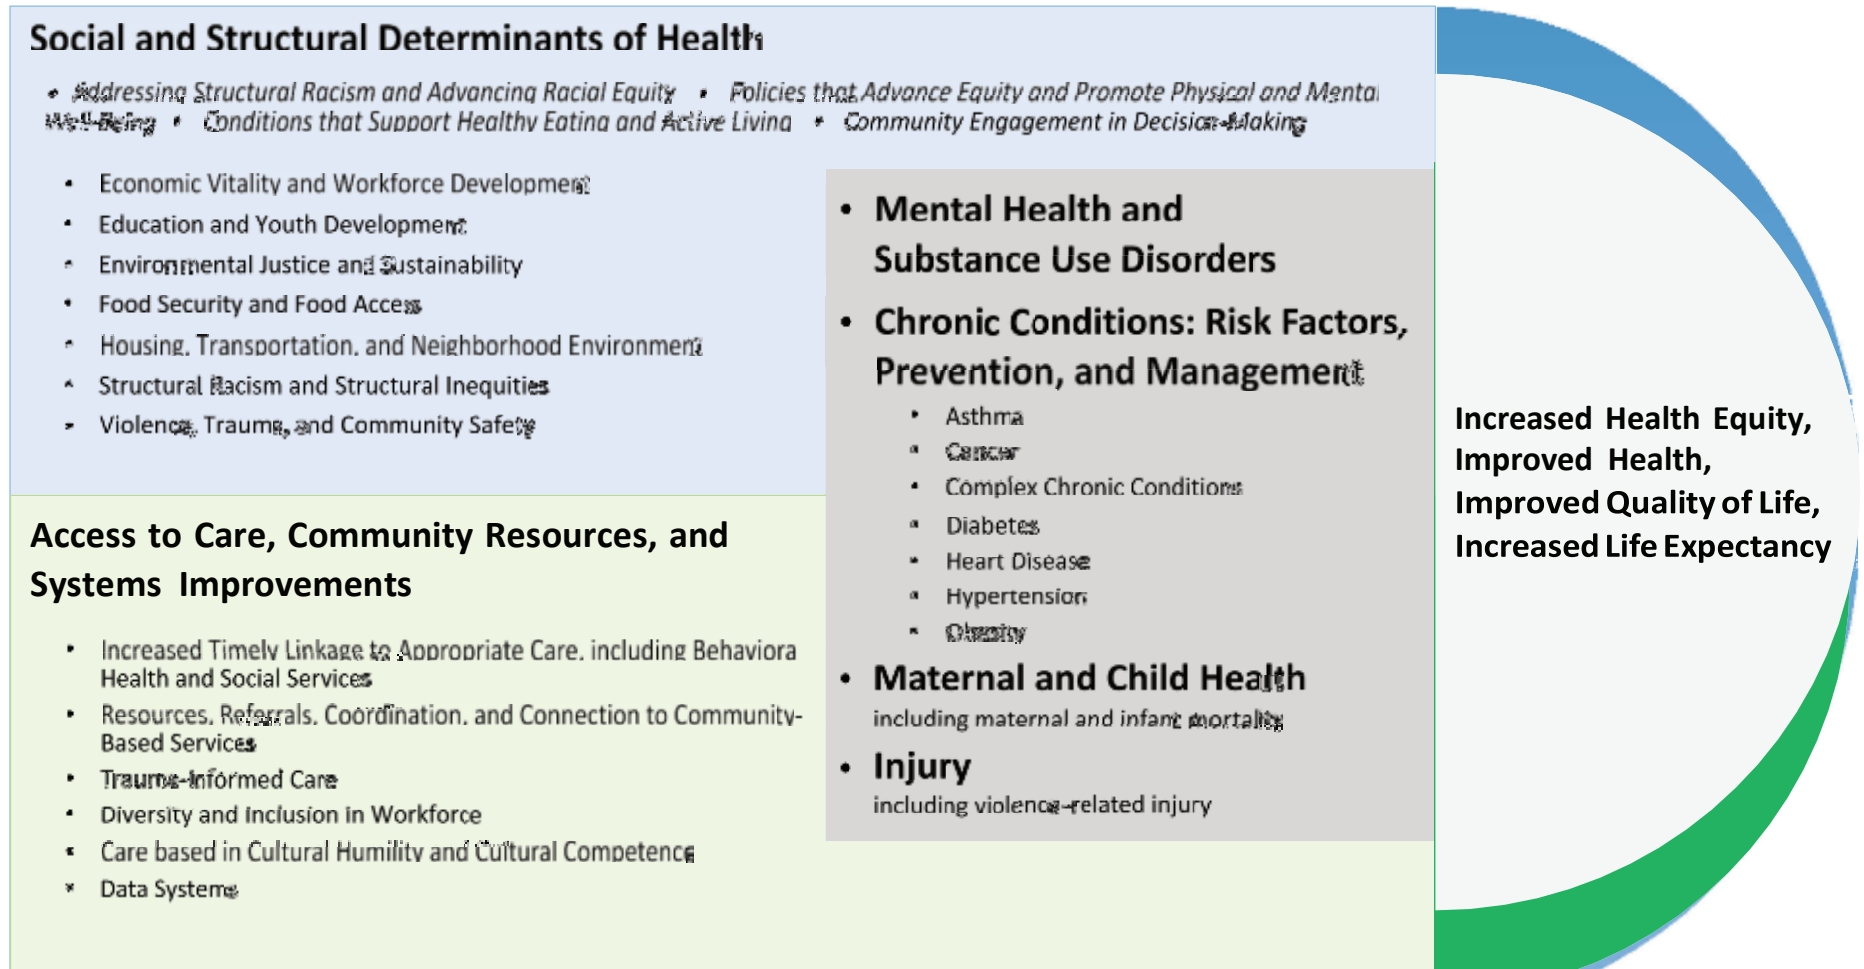 Social and Structural Determinants of Health
• Addressing Structural Racism and Advancing Racial Equity • Policies that Advance Equity and Promote Physical and Mental
Well-Being • Conditions that Support Healthy Eating and Active Living • Community Engagement in Decision-Making
• Economic Vitality and Workforce Development
• Education and Youth Development
• Environmental Justice and Sustainability
• Food Security and Food Access
• Housing, Transportation, and Neighborhood Environment
• Structural Racism and Structural Inequities
• Violence, Trauma, and Community Safety
Access to Care, Community Resources, and
Systems Improvements
• Increased Timely Linkage to Appropriate Care, including Behaviora
Health and Social Services
• Resources, Referrals, Coordination, and Connection to Community-
Based Services
• Trauma-Informed Care
• Diversity and Inclusion in Workforce
• Care based in Cultural Humility and Cultural Competence
• Data Systems
• Mental Health and
Substance Use Disorders
• Chronic Conditions: Risk Factors,
Prevention, and Management
• Asthma
• Cancer
• Complex Chronic Conditions
• Diabetes
• Heart Disease
• Hypertension
• Obesity
• Maternal and Child Health
including maternal and infant mortality
• Injury
including violence-related injury
Increased Health Equity,
Improved Health,
Improved Quality of Life,
Increased Life Expectancy